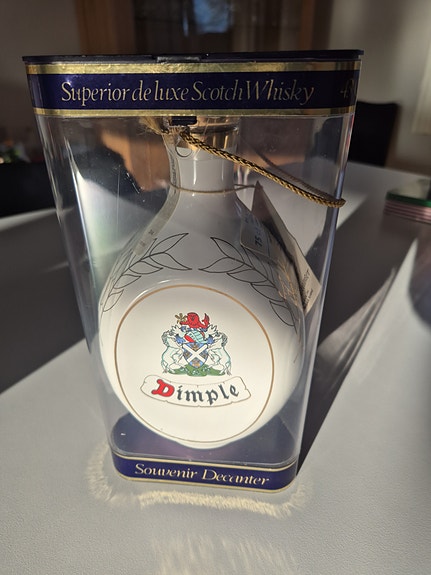 Superior de luxe Scotch Whisky
Dimple
Souvenir Decanter